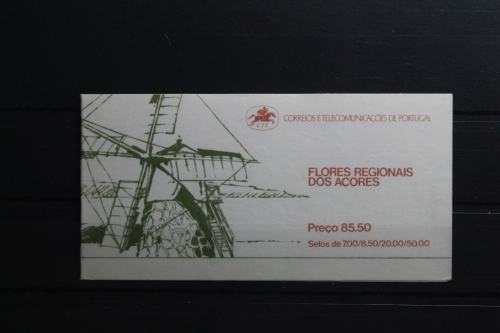 CTT
CORREIOS E TELECOMUNICAÇÕES DE PORTUGAL
FLORES REGIONAIS
DOS AÇORES
Preço 85.50
Selos de 7.00/8.50/20.00/50.00